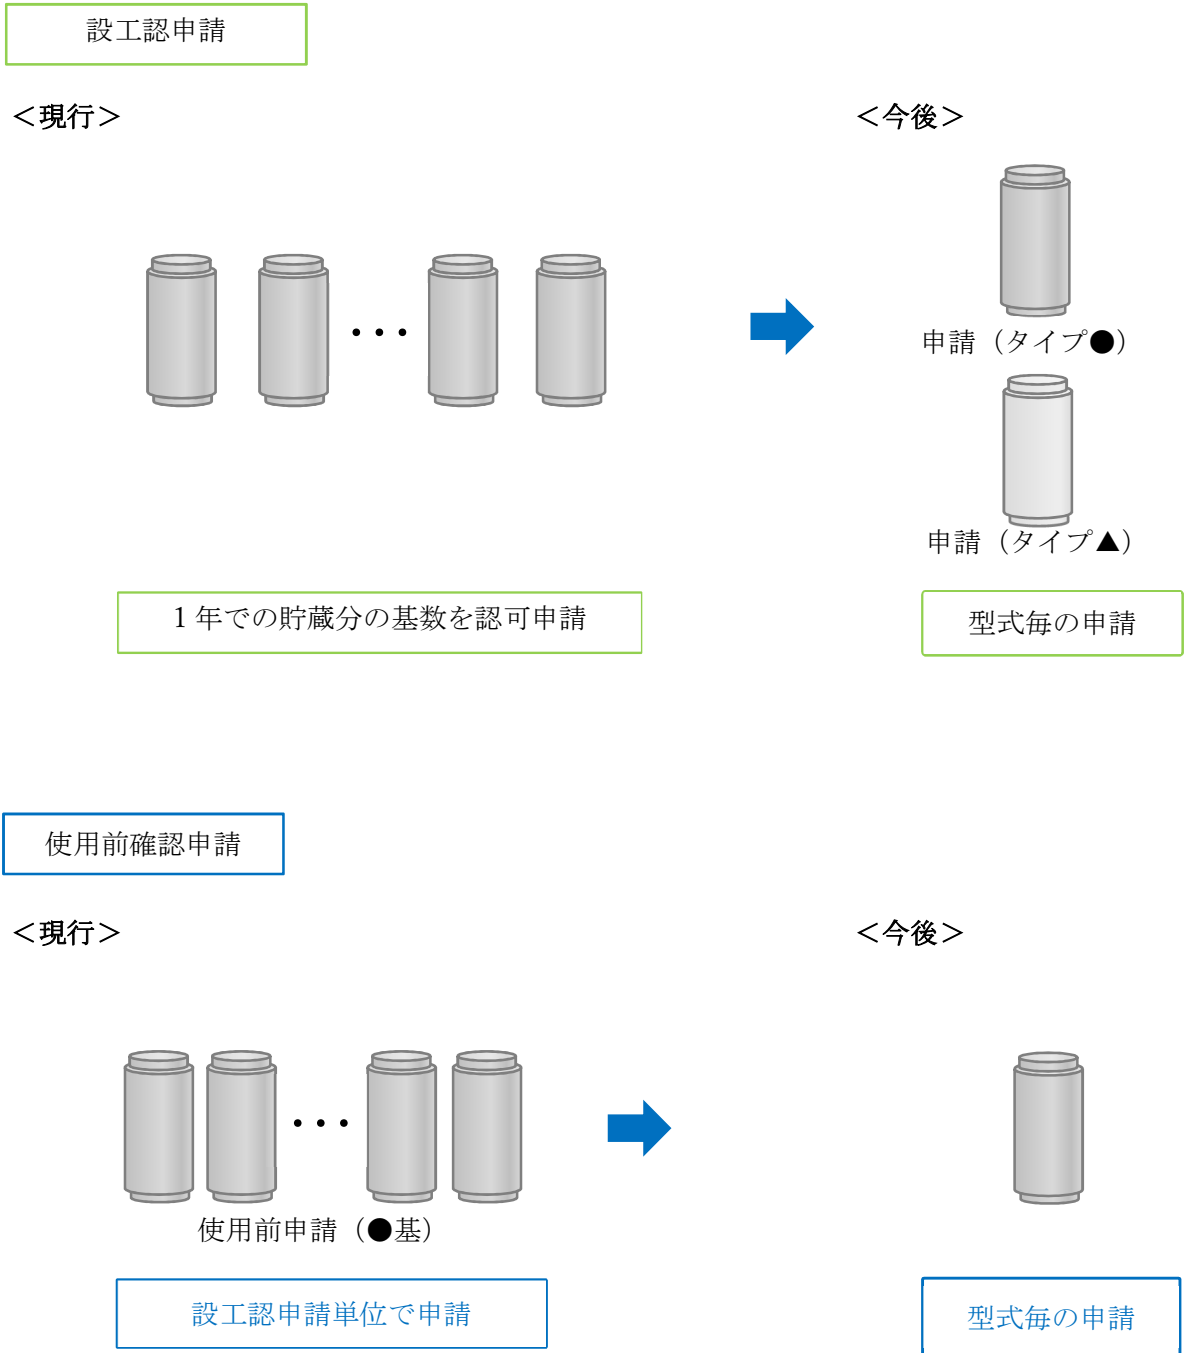 設工認申請
＜現行＞
＜今後＞
・・・
申請（タイプ●）
申請（タイプ▲）
1 年での貯蔵分の基数を認可申請
型式毎の申請
使用前確認申請
＜現行＞
＜今後＞
・・・
使用前申請（●基）
設工認申請単位で申請
型式毎の申請